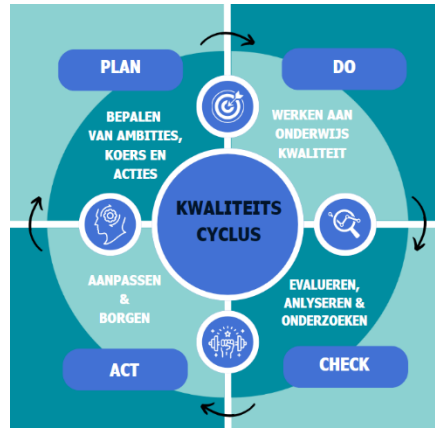 PLAN
BEPALEN
VAN AMBITIES,
KOERS EN
ACTIES
DO
WERKEN AAN
ONDERWIJS
KWALITEIT
KWALITEITS
CYCLUS
AANPASSEN
&
BORGEN
ACT
EVALUEREN,
ANLYSEREN &
ONDERZOEKEN
CHECK